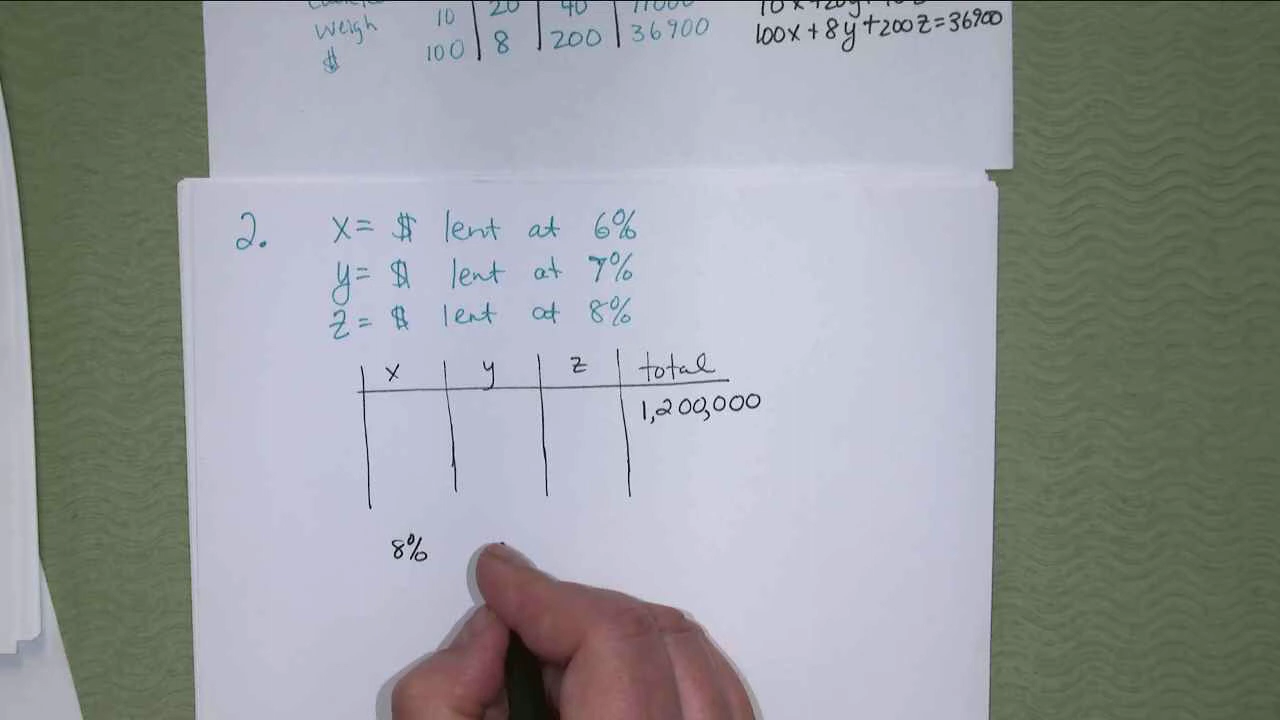 weigh 10 20 40 11000
$ 100 8 200 36900
100x + 8y + 200z = 36900
2. x = $ lent at 6%
y = $ lent at 7%
z = $ lent at 8%
x y z total
1,200,000
8%